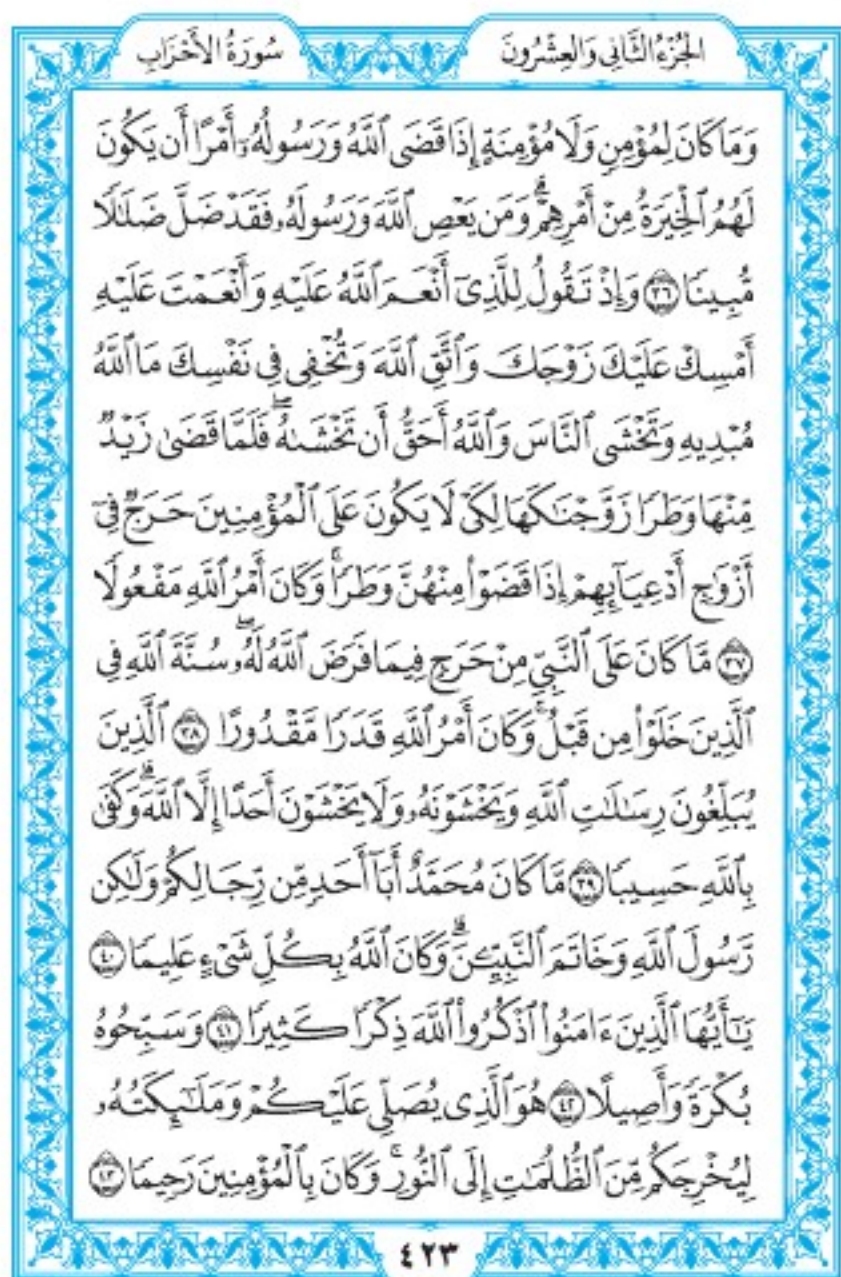 الجُزْءُ الثَّانِي وَالعِشْرُونَ
سُورَةُ الأَحْزَابِ
وَمَا كَانَ لِمُؤْمِنٍ وَلَا مُؤْمِنَةٍ إِذَا قَضَى ٱللَّهُ وَرَسُولُهُۥٓ أَمْرًا أَن يَكُونَ
لَهُمُ ٱلْخِيَرَةُ مِنْ أَمْرِهِمْۗ وَمَن يَعْصِ ٱللَّهَ وَرَسُولَهُۥ فَقَدْ ضَلَّ ضَلَٰلًا
مُّبِينًا ٣٦ وَإِذْ تَقُولُ لِلَّذِىٓ أَنْعَمَ ٱللَّهُ عَلَيْهِ وَأَنْعَمْتَ عَلَيْهِ
أَمْسِكْ عَلَيْكَ زَوْجَكَ وَٱتَّقِ ٱللَّهَ وَتُخْفِى فِى نَفْسِكَ مَا ٱللَّهُ
مُبْدِيهِ وَتَخْشَى ٱلنَّاسَ وَٱللَّهُ أَحَقُّ أَن تَخْشَىٰهُۖ فَلَمَّا قَضَىٰ زَيْدٌ
مِّنْهَا وَطَرًا زَوَّجْنَٰكَهَا لِكَىْ لَا يَكُونَ عَلَى ٱلْمُؤْمِنِينَ حَرَجٌ فِىٓ
أَزْوَٰجِ أَدْعِيَآئِهِمْ إِذَا قَضَوْا۟ مِنْهُنَّ وَطَرًاۚ وَكَانَ أَمْرُ ٱللَّهِ مَفْعُولًا
٣٧ مَّا كَانَ عَلَى ٱلنَّبِىِّ مِنْ حَرَجٍ فِيمَا فَرَضَ ٱللَّهُ لَهُۥۖ سُنَّةَ ٱللَّهِ فِى
ٱلَّذِينَ خَلَوْا۟ مِن قَبْلُۚ وَكَانَ أَمْرُ ٱللَّهِ قَدَرًا مَّقْدُورًا ٣٨ ٱلَّذِينَ
يُبَلِّغُونَ رِسَٰلَٰتِ ٱللَّهِ وَيَخْشَوْنَهُۥ وَلَا يَخْشَوْنَ أَحَدًا إِلَّا ٱللَّهَۗ وَكَفَىٰ
بِٱللَّهِ حَسِيبًا ٣٩ مَّا كَانَ مُحَمَّدٌ أَبَآ أَحَدٍ مِّن رِّجَالِكُمْ وَلَٰكِن
رَّسُولَ ٱللَّهِ وَخَاتَمَ ٱلنَّبِيِّـۧنَۗ وَكَانَ ٱللَّهُ بِكُلِّ شَىْءٍ عَلِيمًا ٤٠
يَٰٓأَيُّهَا ٱلَّذِينَ ءَامَنُوا۟ ٱذْكُرُوا۟ ٱللَّهَ ذِكْرًا كَثِيرًا ٤١ وَسَبِّحُوهُ
بُكْرَةً وَأَصِيلًا ٤٢ هُوَ ٱلَّذِى يُصَلِّى عَلَيْكُمْ وَمَلَٰٓئِكَتُهُۥ
لِيُخْرِجَكُم مِّنَ ٱلظُّلُمَٰتِ إِلَى ٱلنُّورِۚ وَكَانَ بِٱلْمُؤْمِنِينَ رَحِيمًا ٤٣
٤٢٣